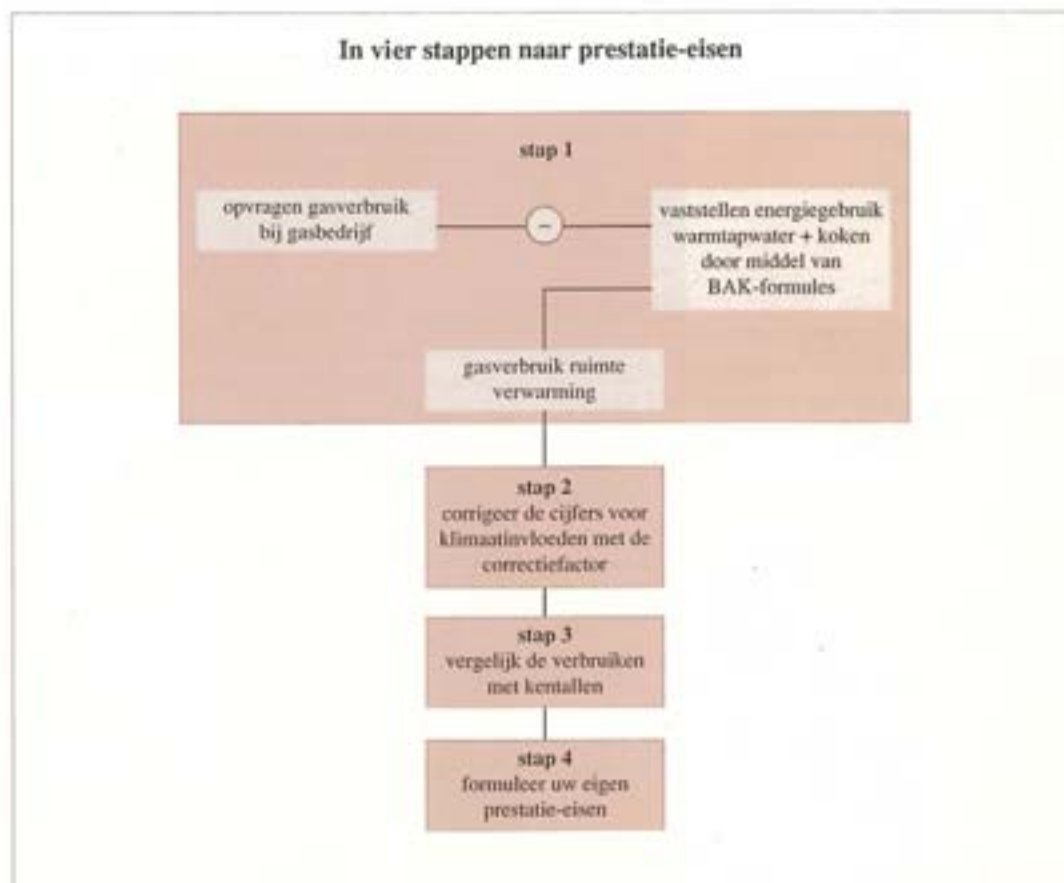 In vier stappen naar prestatie-eisen
stap 1
opvragen gasverbruik
bij gasbedrijf
–
vaststellen energiegebruik
warmtapwater + koken
door middel van
BAK-formules
gasverbruik ruimte
verwarming
stap 2
corrigeer de cijfers voor
klimaatinvloeden met de
correctiefactor
stap 3
vergelijk de verbruiken
met kentallen
stap 4
formuleer uw eigen
prestatie-eisen